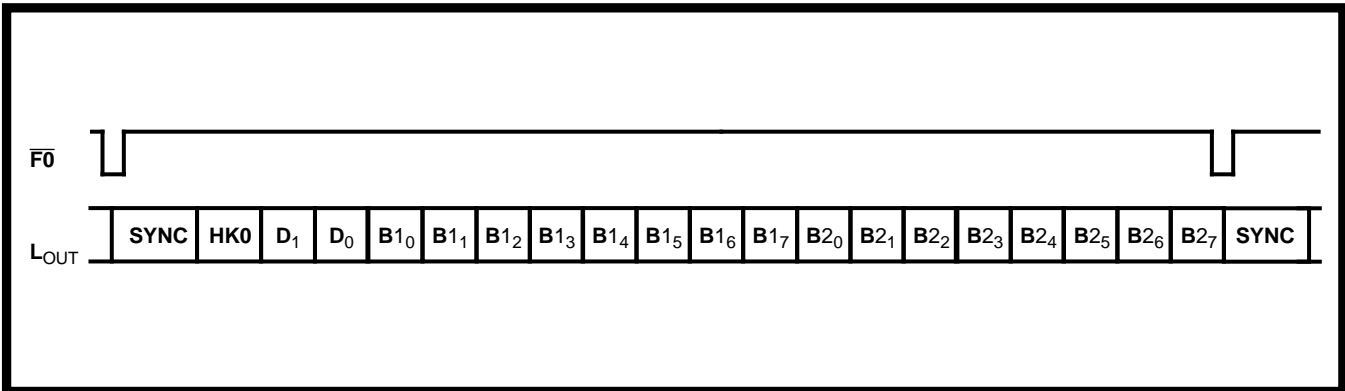 F0
L_OUT SYNC HK0 D₁ D₀ B1₀ B1₁ B1₂ B1₃ B1₄ B1₅ B1₆ B1₇ B2₀ B2₁ B2₂ B2₃ B2₄ B2₅ B2₆ B2₇ SYNC